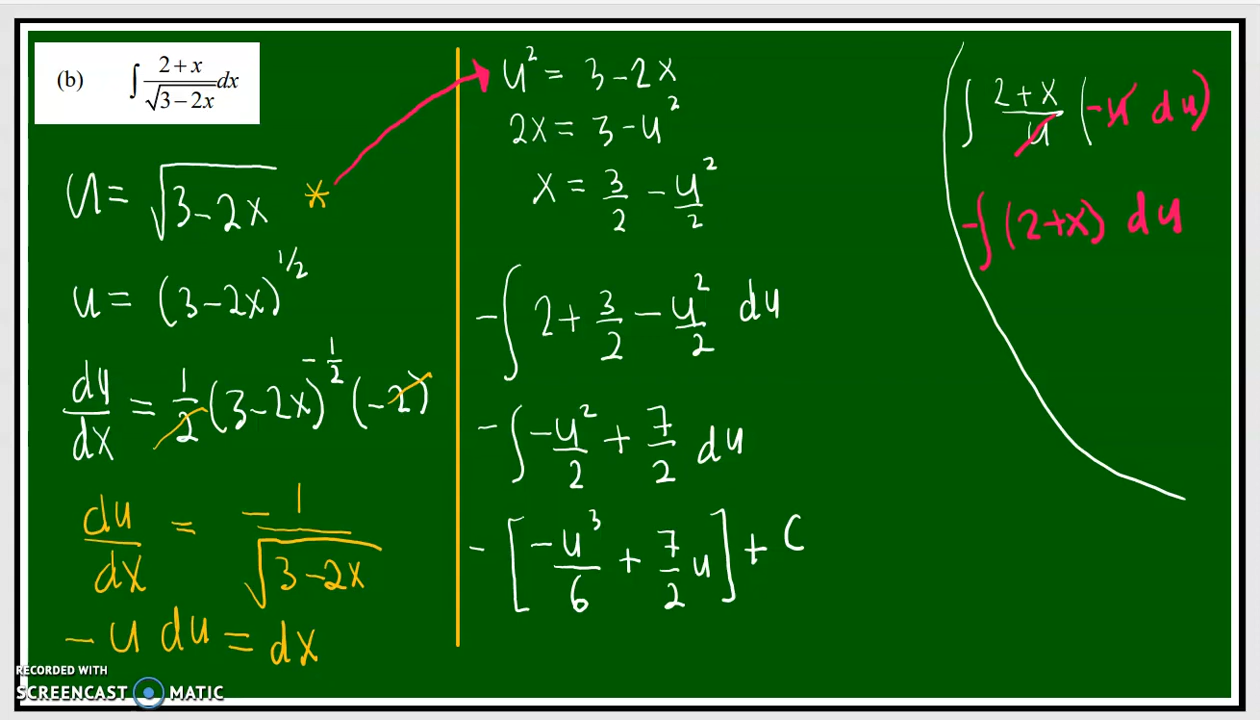 (b) ∫ (2 + x)/√(3 − 2x) dx
u = √(3 − 2x) *
u = (3 − 2x)^(1/2)
du/dx = 1/2 (3 − 2x)^(−1/2) (−2)
du/dx = −1/√(3 − 2x)
− u du = dx
u² = 3 − 2x
2x = 3 − u²
x = 3/2 − u²/2
− ∫ 2 + 3/2 − u²/2 du
− ∫ −u²/2 + 7/2 du
− [−u³/6 + 7/2 u] + C
∫ (2 + x)/u (−u du)
− ∫ (2 + x) du
RECORDED WITH
SCREENCAST MATIC